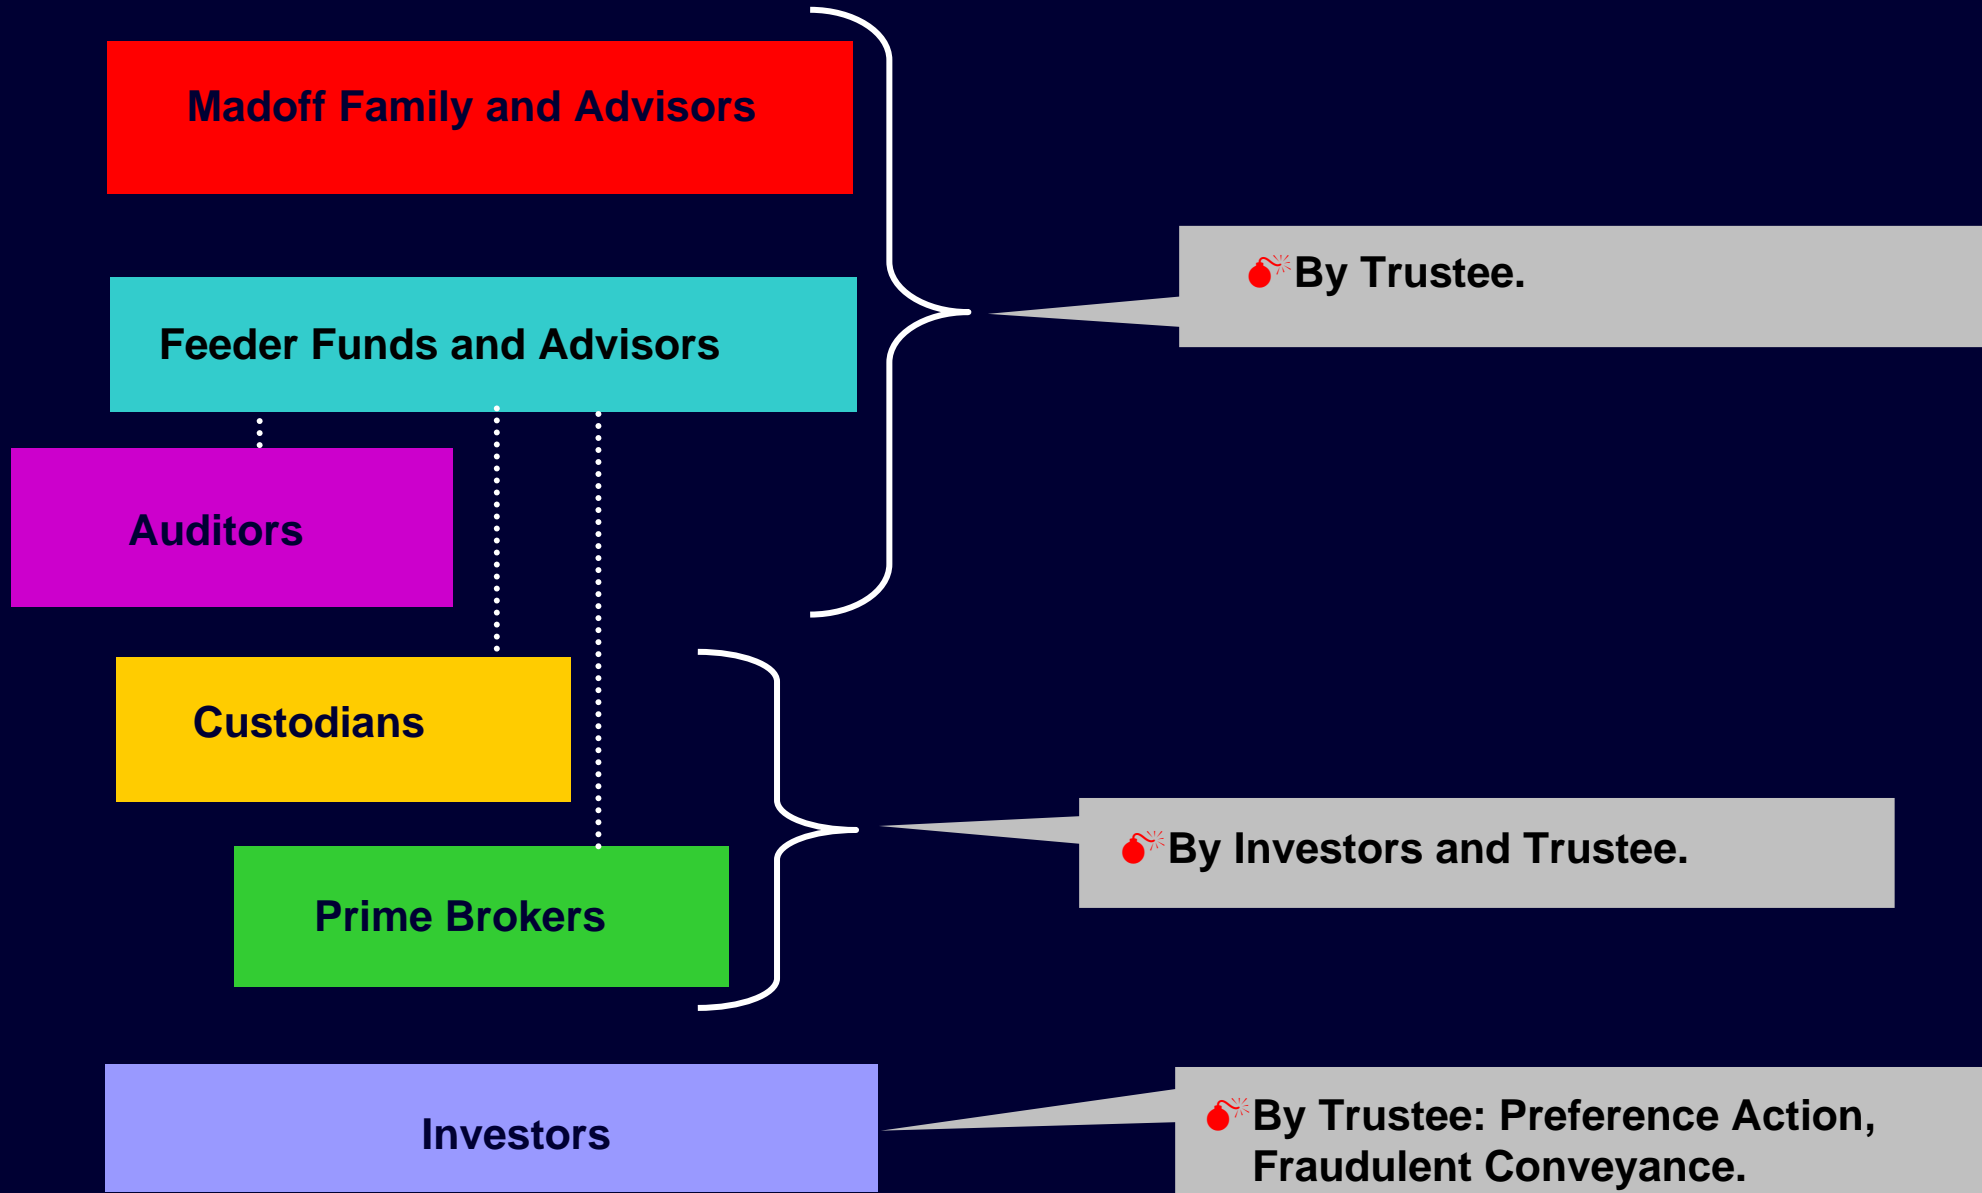 Madoff Family and Advisors
By Trustee.
Feeder Funds and Advisors
Auditors
Custodians
By Investors and Trustee.
Prime Brokers
Investors
By Trustee: Preference Action,
Fraudulent Conveyance.